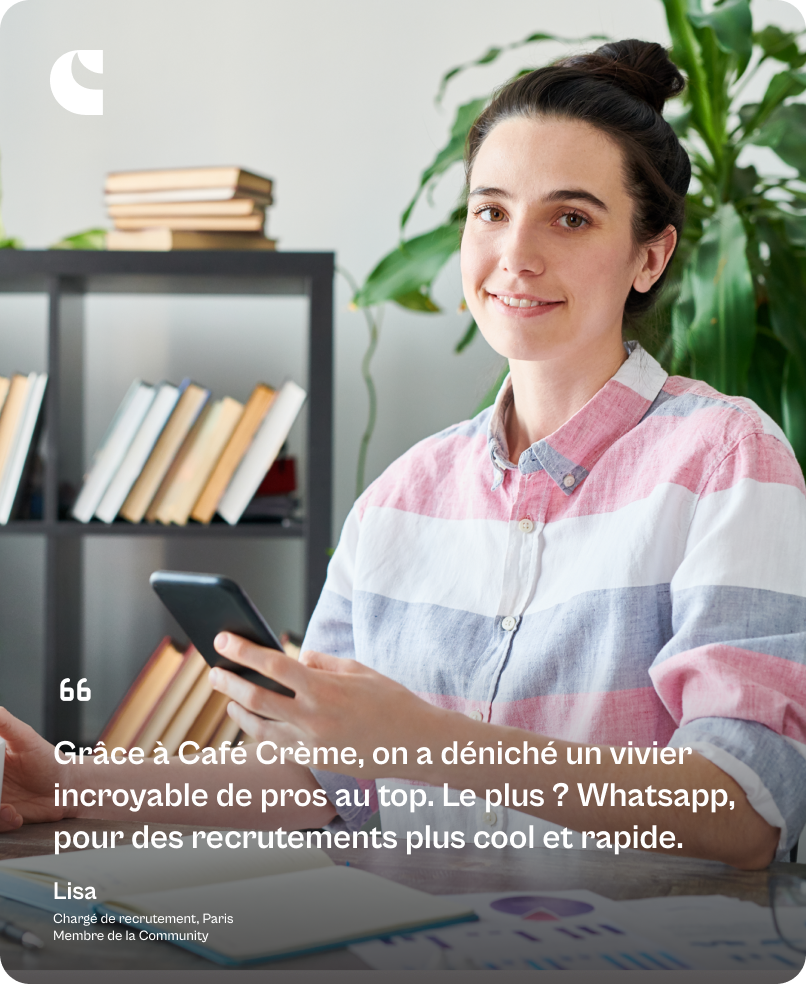 “
Grâce à Café Crème, on a déniché un vivier
incroyable de pros au top. Le plus ? Whatsapp,
pour des recrutements plus cool et rapide.
Lisa
Chargé de recrutement, Paris
Membre de la Community